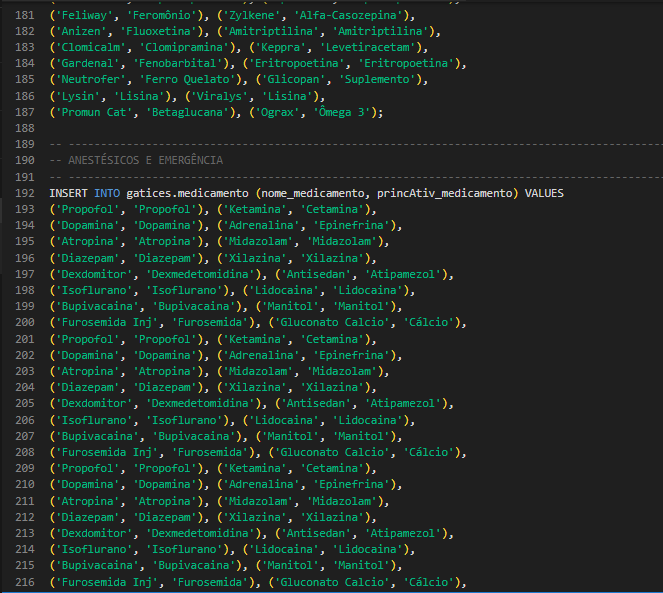 181 ('Feliway', 'Feromônio'), ('Zylkene', 'Alfa-Casozepina'),
182 ('Anizen', 'Fluoxetina'), ('Amitriptilina', 'Amitriptilina'),
183 ('Clomicalm', 'Clomipramina'), ('Keppra', 'Levetiracetam'),
184 ('Gardenal', 'Fenobarbital'), ('Eritropoetina', 'Eritropoetina'),
185 ('Neutrofer', 'Ferro Quelato'), ('Glicopan', 'Suplemento'),
186 ('Lysin', 'Lisina'), ('Viralys', 'Lisina'),
187 ('Promun Cat', 'Betaglucana'), ('Ograx', 'Ômega 3');
188
189 -- ---------------------------------------------------------------------------------------------
190 -- ANESTÉSICOS E EMERGÊNCIA
191 -- ---------------------------------------------------------------------------------------------
192 INSERT INTO gatices.medicamento (nome_medicamento, princAtiv_medicamento) VALUES
193 ('Propofol', 'Propofol'), ('Ketamina', 'Cetamina'),
194 ('Dopamina', 'Dopamina'), ('Adrenalina', 'Epinefrina'),
195 ('Atropina', 'Atropina'), ('Midazolam', 'Midazolam'),
196 ('Diazepam', 'Diazepam'), ('Xilazina', 'Xilazina'),
197 ('Dexdomitor', 'Dexmedetomidina'), ('Antisedan', 'Atipamezol'),
198 ('Isoflurano', 'Isoflurano'), ('Lidocaina', 'Lidocaina'),
199 ('Bupivacaina', 'Bupivacaina'), ('Manitol', 'Manitol'),
200 ('Furosemida Inj', 'Furosemida'), ('Gluconato Calcio', 'Cálcio'),
201 ('Propofol', 'Propofol'), ('Ketamina', 'Cetamina'),
202 ('Dopamina', 'Dopamina'), ('Adrenalina', 'Epinefrina'),
203 ('Atropina', 'Atropina'), ('Midazolam', 'Midazolam'),
204 ('Diazepam', 'Diazepam'), ('Xilazina', 'Xilazina'),
205 ('Dexdomitor', 'Dexmedetomidina'), ('Antisedan', 'Atipamezol'),
206 ('Isoflurano', 'Isoflurano'), ('Lidocaina', 'Lidocaina'),
207 ('Bupivacaina', 'Bupivacaina'), ('Manitol', 'Manitol'),
208 ('Furosemida Inj', 'Furosemida'), ('Gluconato Calcio', 'Cálcio'),
209 ('Propofol', 'Propofol'), ('Ketamina', 'Cetamina'),
210 ('Dopamina', 'Dopamina'), ('Adrenalina', 'Epinefrina'),
211 ('Atropina', 'Atropina'), ('Midazolam', 'Midazolam'),
212 ('Diazepam', 'Diazepam'), ('Xilazina', 'Xilazina'),
213 ('Dexdomitor', 'Dexmedetomidina'), ('Antisedan', 'Atipamezol'),
214 ('Isoflurano', 'Isoflurano'), ('Lidocaina', 'Lidocaina'),
215 ('Bupivacaina', 'Bupivacaina'), ('Manitol', 'Manitol'),
216 ('Furosemida Inj', 'Furosemida'), ('Gluconato Calcio', 'Cálcio'),